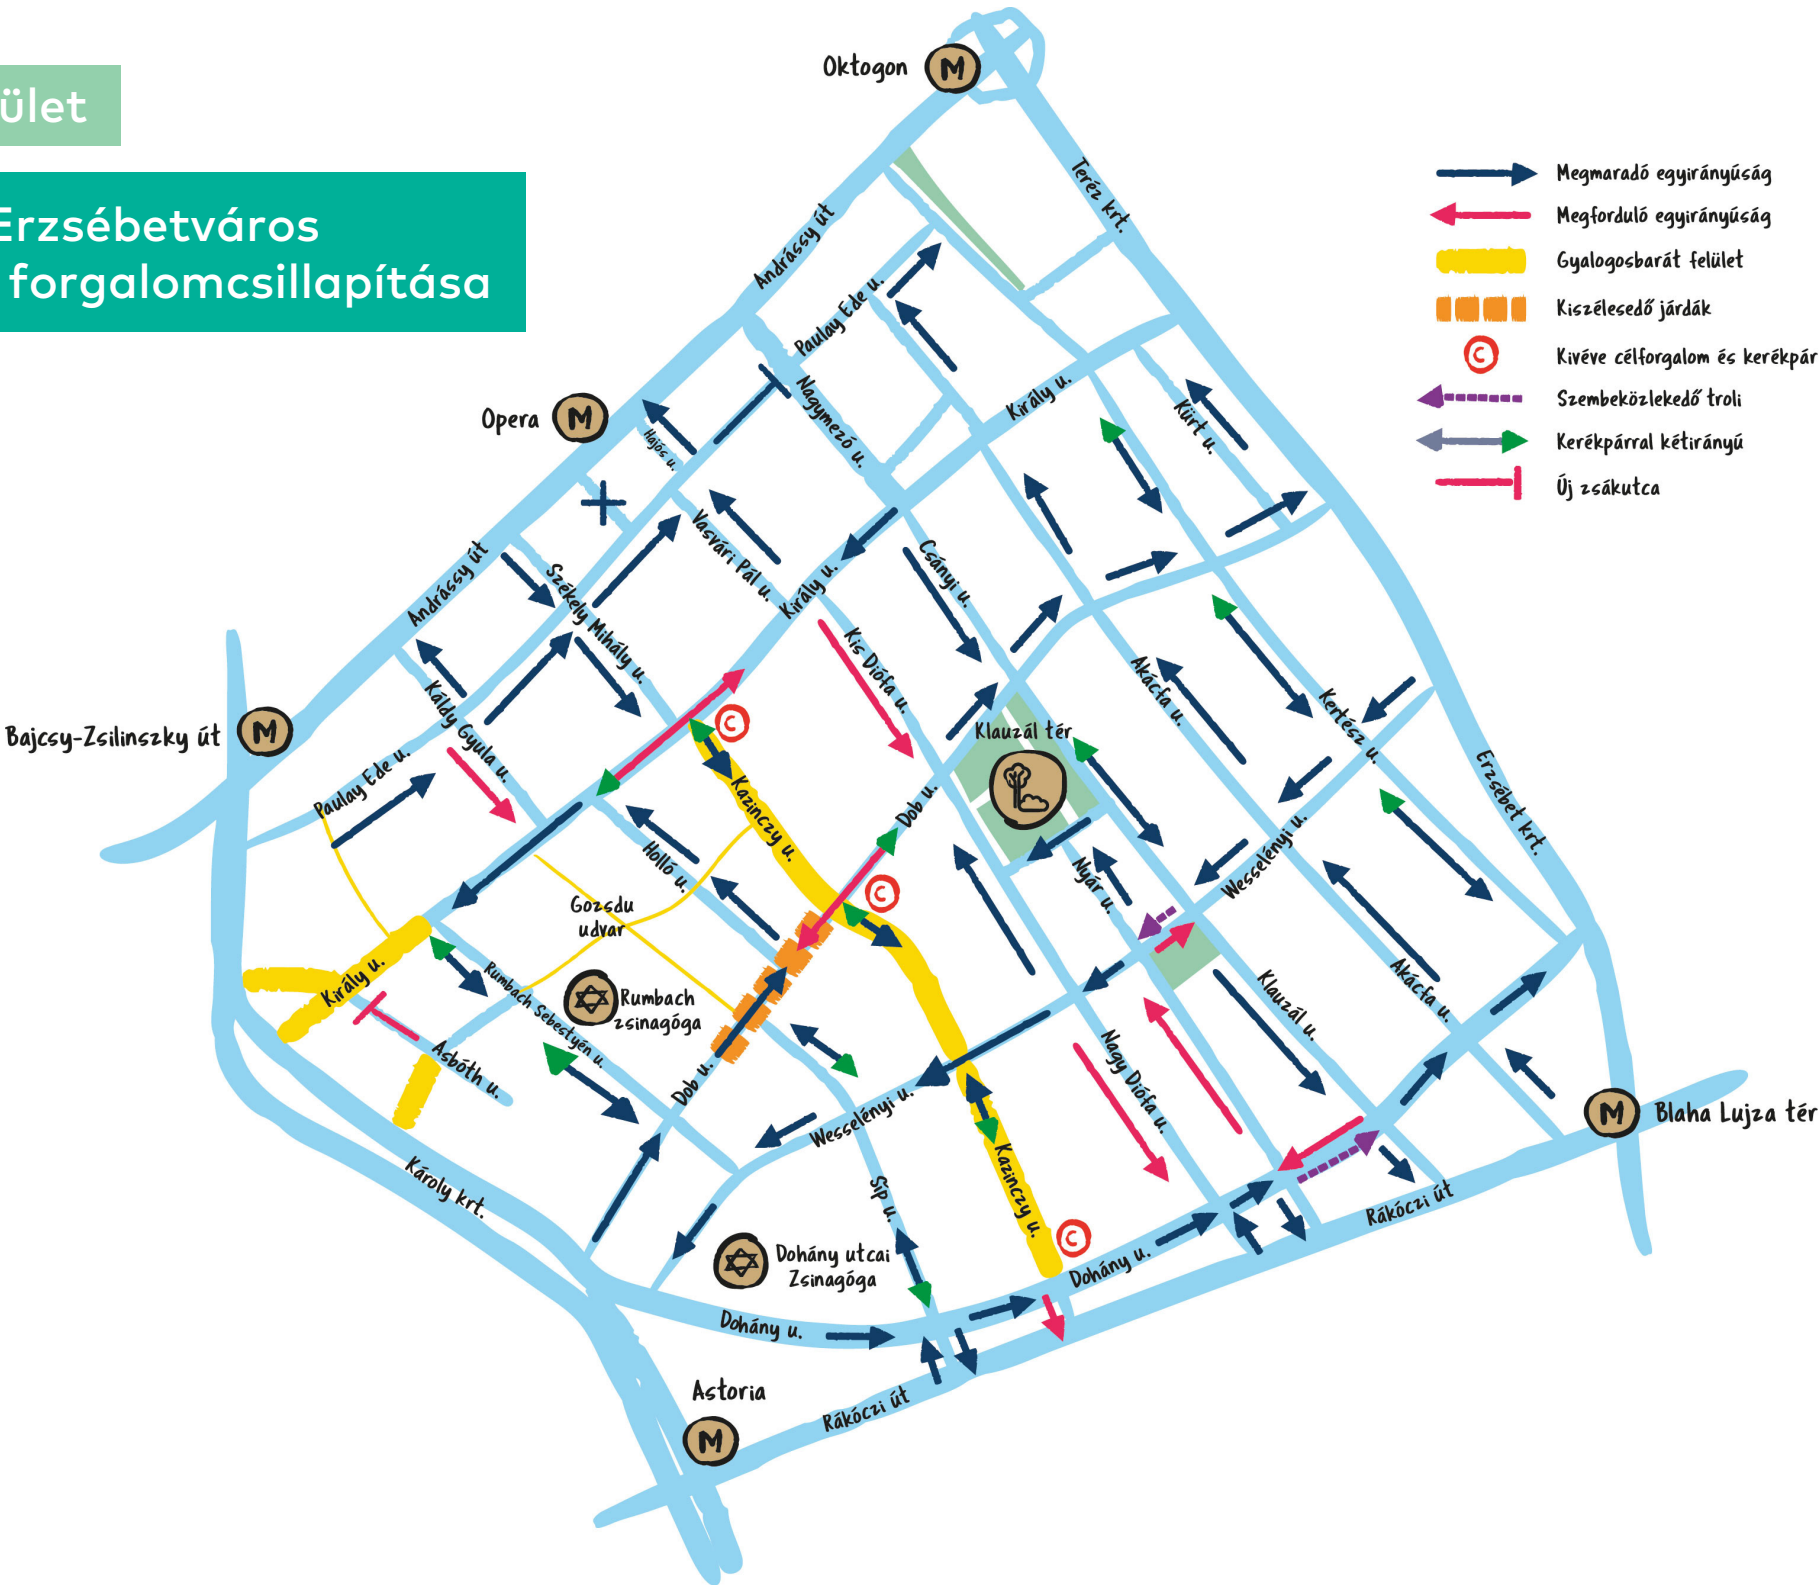 ület
Erzsébetváros
forgalomcsillapítása
Oktogon
M
Teréz krt.
Andrássy út
Paulay Ede u.
Nagymező u.
Király u.
Kürt u.
Opera
M
Hajós u.
Vasvári Pál u.
Király u.
Csányi u.
Andrássy út
Székely Mihály u.
Kis Diófa u.
Akácfa u.
Kertész u.
Erzsébet krt.
Káldy Gyula u.
Bajcsy-Zsilinszky út
M
Paulay Ede u.
C
Klauzál tér
Kazinczy u.
Dob u.
Holló u.
Nyár u.
Wesselényi u.
C
Gozsdu
udvar
Király u.
Rumbach Sebestyén u.
Rumbach
zsinagóga
Klauzál u.
Akácfa u.
Asbóth u.
Dob u.
Wesselényi u.
Nagy Diófa u.
M
Blaha Lujza tér
Károly krt.
Síp u.
Kazinczy u.
Rákóczi út
C
Dohány utcai
Zsinagóga
Dohány u.
Dohány u.
Astoria
M
Rákóczi út
Megmaradó egyirányúság
Megforduló egyirányúság
Gyalogosbarát felület
Kiszélesedő járdák
C
Kivéve célforgalom és kerékpár
Szembeközlekedő troli
Kerékpárral kétirányú
Új zsákutca